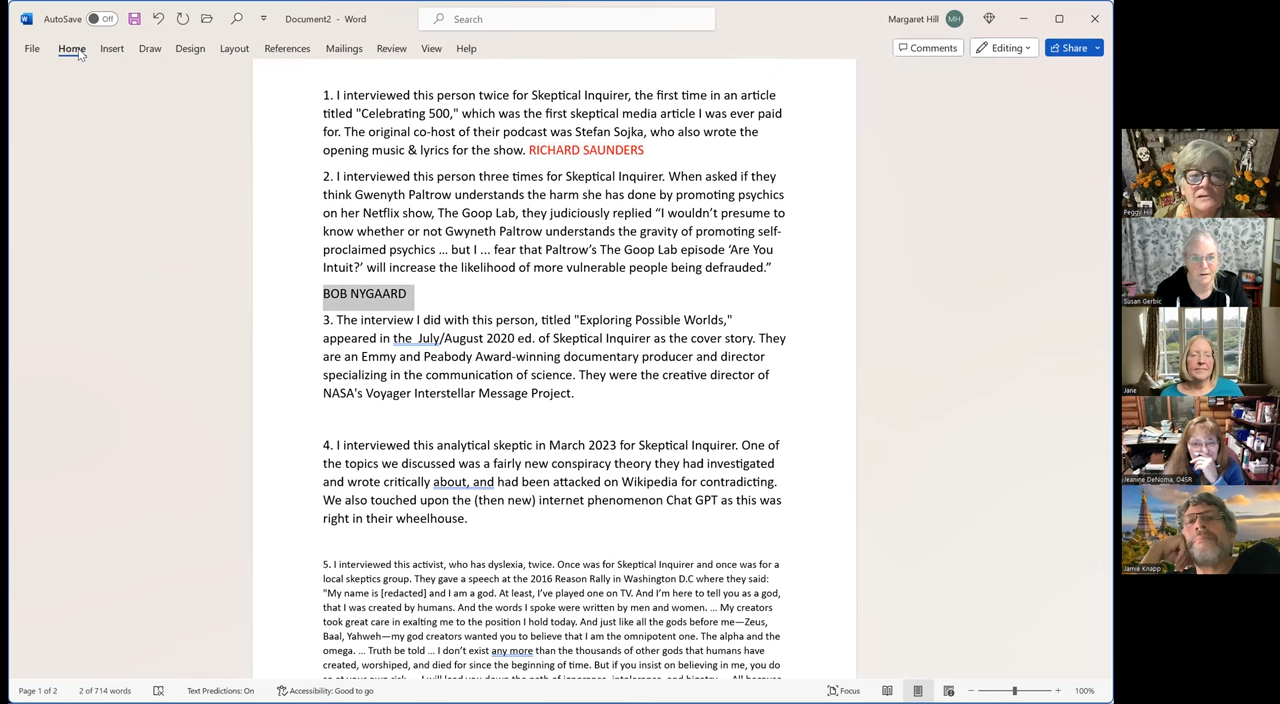 AutoSave Off Document2 - Word Search Margaret Hill MH
File Home Insert Draw Design Layout References Mailings Review View Help Comments Editing Share
1. I interviewed this person twice for Skeptical Inquirer, the first time in an article
titled "Celebrating 500," which was the first skeptical media article I was ever paid
for. The original co-host of their podcast was Stefan Sojka, who also wrote the
opening music & lyrics for the show. RICHARD SAUNDERS
2. I interviewed this person three times for Skeptical Inquirer. When asked if they
think Gwenyth Paltrow understands the harm she has done by promoting psychics
on her Netflix show, The Goop Lab, they judiciously replied “I wouldn’t presume to
know whether or not Gwyneth Paltrow understands the gravity of promoting self-
proclaimed psychics ... but I ... fear that Paltrow’s The Goop Lab episode ‘Are You
Intuit?’ will increase the likelihood of more vulnerable people being defrauded.”
BOB NYGAARD
3. The interview I did with this person, titled "Exploring Possible Worlds,"
appeared in the July/August 2020 ed. of Skeptical Inquirer as the cover story. They
are an Emmy and Peabody Award-winning documentary producer and director
specializing in the communication of science. They were the creative director of
NASA's Voyager Interstellar Message Project.
4. I interviewed this analytical skeptic in March 2023 for Skeptical Inquirer. One of
the topics we discussed was a fairly new conspiracy theory they had investigated
and wrote critically about, and had been attacked on Wikipedia for contradicting.
We also touched upon the (then new) internet phenomenon Chat GPT as this was
right in their wheelhouse.
5. I interviewed this activist, who has dyslexia, twice. Once was for Skeptical Inquirer and once was for a
local skeptics group. They gave a speech at the 2016 Reason Rally in Washington D.C where they said:
"My name is [redacted] and I am a god. At least, I’ve played one on TV. And I’m here to tell you as a god,
that I was created by humans. And the words I spoke were written by men and women. ... My creators
took great care in exalting me to the position I hold today. And just like all the gods before me—Zeus,
Baal, Yahweh—my god creators wanted you to believe that I am the omnipotent one. The alpha and the
omega. ... Truth be told ... I don’t exist any more than the thousands of other gods that humans have
created, worshiped, and died for since the beginning of time. But if you insist on believing in me, you do
Page 1 of 2 2 of 714 words Text Predictions: On Accessibility: Good to go Focus 100%
Peggy Hill
Susan Gerbic
Jane
Jeanine DeNoma, O4SR
Jamie Knapp